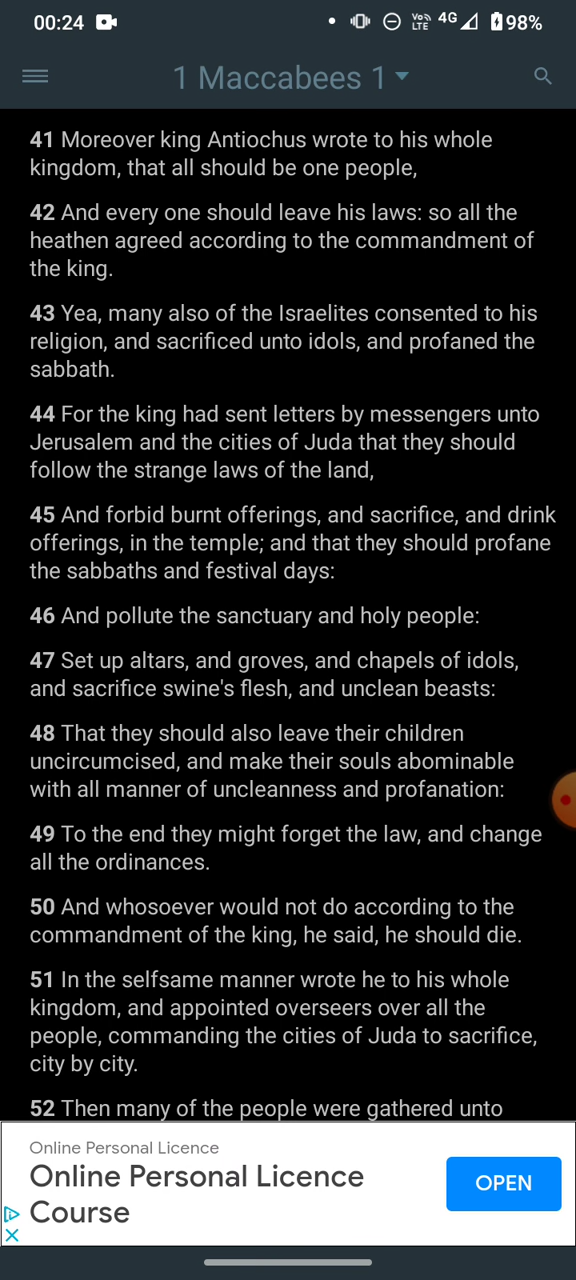 00:24
Vo))
LTE
4G
98%
1 Maccabees 1
41 Moreover king Antiochus wrote to his whole
kingdom, that all should be one people,
42 And every one should leave his laws: so all the
heathen agreed according to the commandment of
the king.
43 Yea, many also of the Israelites consented to his
religion, and sacrificed unto idols, and profaned the
sabbath.
44 For the king had sent letters by messengers unto
Jerusalem and the cities of Juda that they should
follow the strange laws of the land,
45 And forbid burnt offerings, and sacrifice, and drink
offerings, in the temple; and that they should profane
the sabbaths and festival days:
46 And pollute the sanctuary and holy people:
47 Set up altars, and groves, and chapels of idols,
and sacrifice swine's flesh, and unclean beasts:
48 That they should also leave their children
uncircumcised, and make their souls abominable
with all manner of uncleanness and profanation:
49 To the end they might forget the law, and change
all the ordinances.
50 And whosoever would not do according to the
commandment of the king, he said, he should die.
51 In the selfsame manner wrote he to his whole
kingdom, and appointed overseers over all the
people, commanding the cities of Juda to sacrifice,
city by city.
52 Then many of the people were gathered unto
Online Personal Licence
Online Personal Licence
Course
OPEN